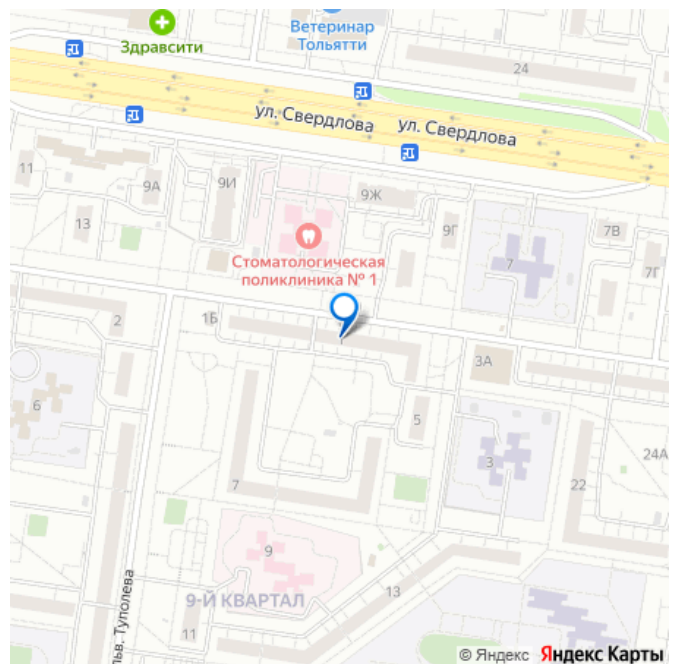 Здравсити
Ветеринар
Тольятти
24
ул. Свердлова
ул. Свердлова
11
9А
9И
9Ж
13
9Г
7В
Стоматологическая
поликлиника № 1
7
7Г
2
1Б
3А
6
5
3
24А
7
22
9
13
9-Й КВАРТАЛ
11
льв. Туполева
© Яндекс Яндекс Карты